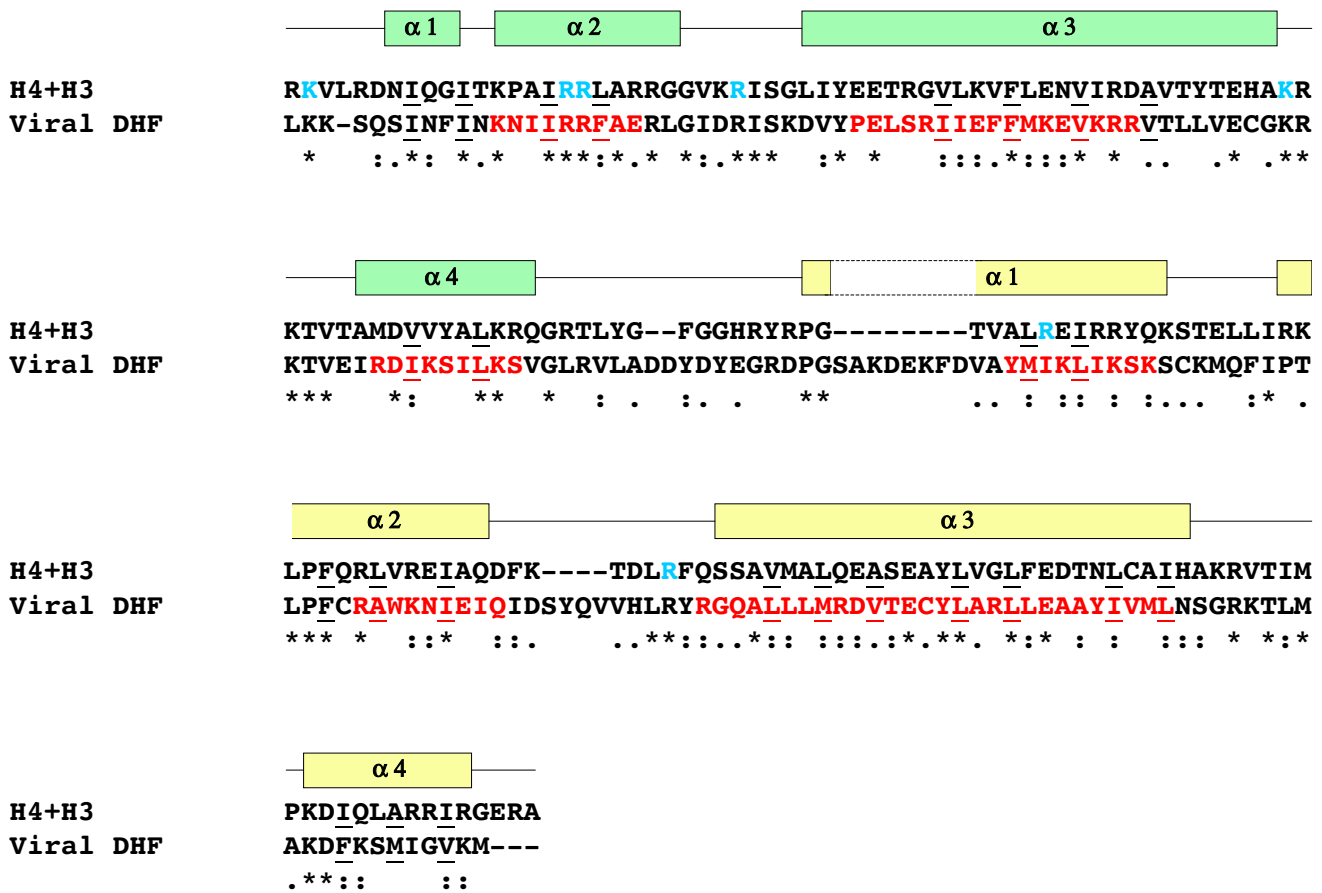 α 1 α 2 α 3
H4+H3 RKVLRDNIQGITKPAIRRLARRGGVKRISGLIYEETRGVLKVFLENVIRDAVTYTEHAKR
Viral DHF LKK-SQSINFINKNIIRRFAERLGIDRISKDVYPELSRIIEFFMKEVKRRVTLLVECGKR
* :.*: *.* ***:*.* *:.*** :* * :::.*:::* * .. .* .**
α 4 α 1
H4+H3 KTVTAMDVVYALKRQGRTLYG--FGGHRYRPG--------TVALREIRRYQKSTELLIRK
Viral DHF KTVEIRDIKSILKSVGLRVLADDYDYEGRDPGSAKDEKFDVAYMIKLIKSKSCKMQFIPT
*** *: ** * : . :. . ** .. : :: : :... :* .
α 2 α 3
H4+H3 LPFQRLVREIAQDFK----TDLRFQSSAVMALQEASEAYLVGLFEDTNLCAIHAKRVTIM
Viral DHF LPFCRAWKNIEIQIDSYQVVHLRYRGQALLLMRDVTECYLARLLEAAYIVMLNSGRKTLM
*** * ::* ::. ..**::..*:: :::.:*.**. *:* : : ::: * *:*
α 4
H4+H3 PKDIQLARRIRGERA
Viral DHF AKDFKSMIGVKM---
.**:: ::